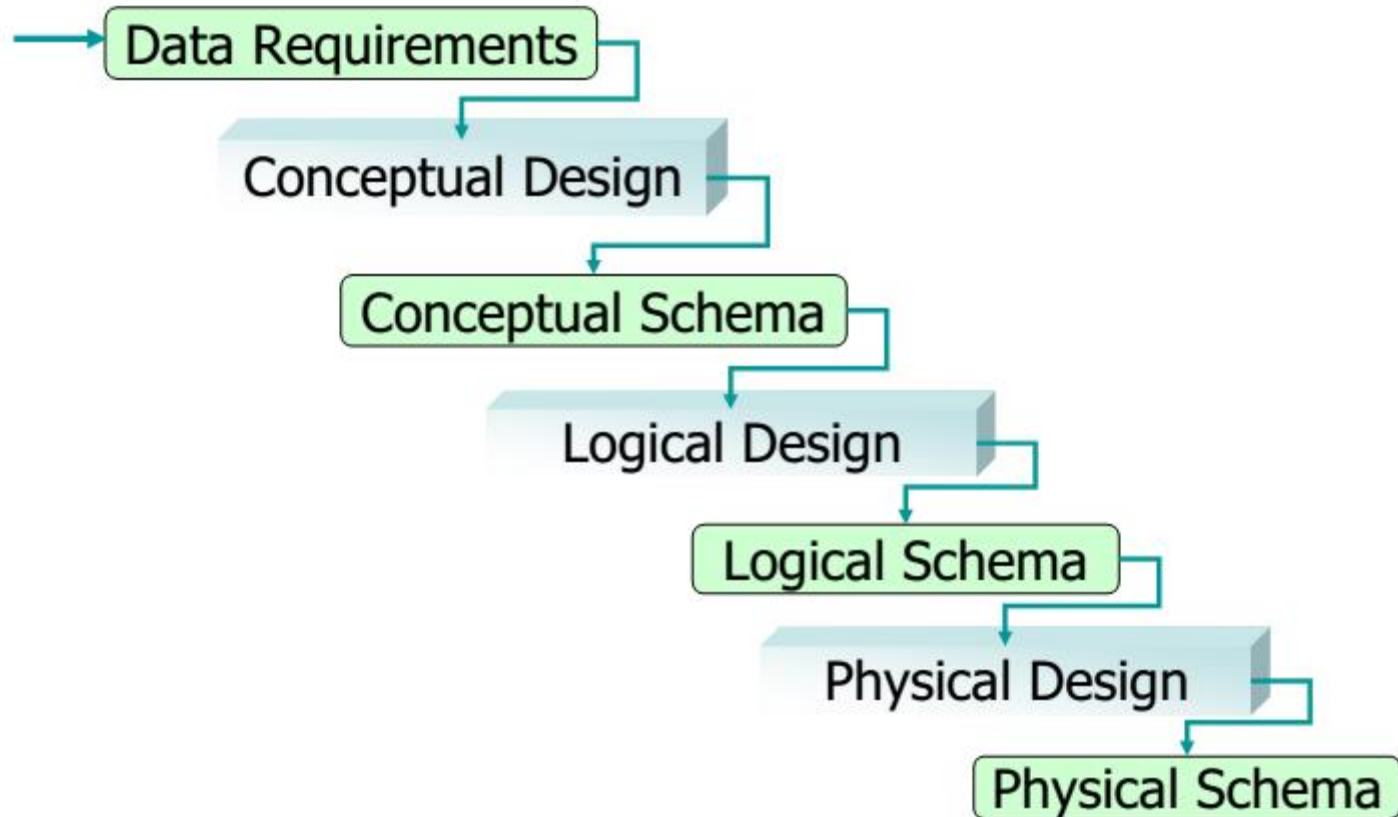 Data Requirements
Conceptual Design
Conceptual Schema
Logical Design
Logical Schema
Physical Design
Physical Schema